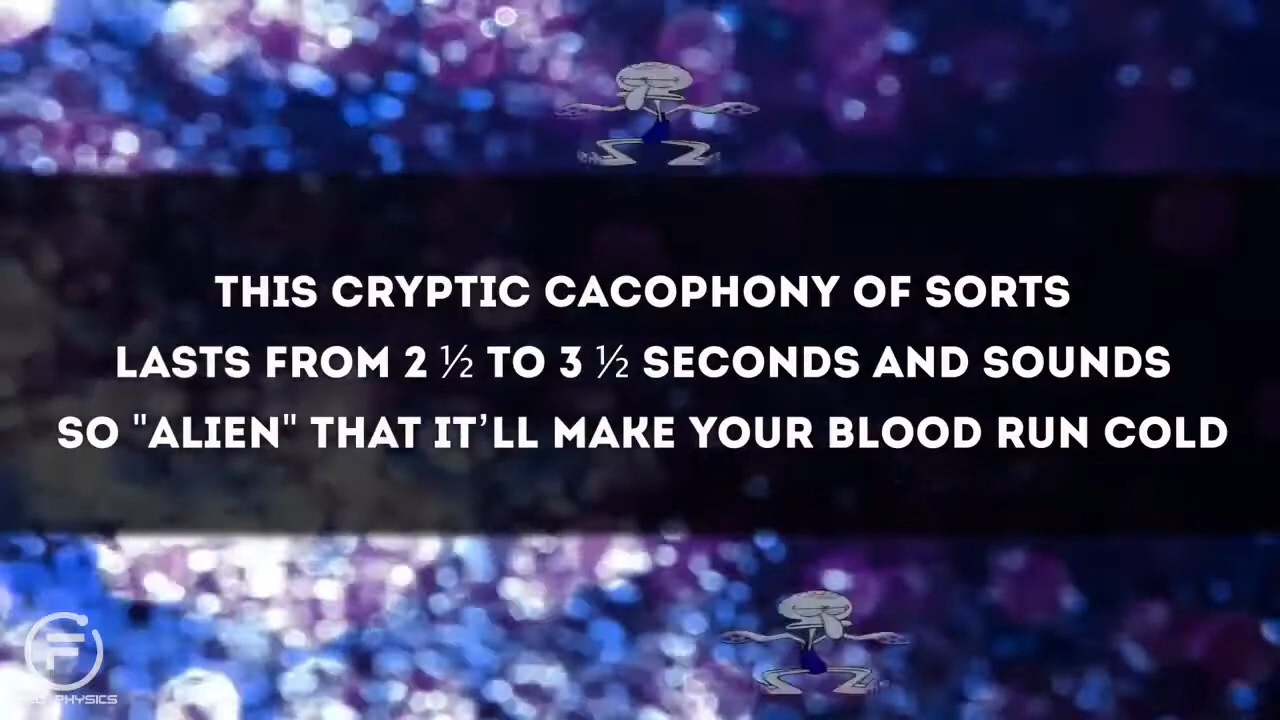 THIS CRYPTIC CACOPHONY OF SORTS
LASTS FROM 2 ½ TO 3 ½ SECONDS AND SOUNDS
SO "ALIEN" THAT IT’LL MAKE YOUR BLOOD RUN COLD
F